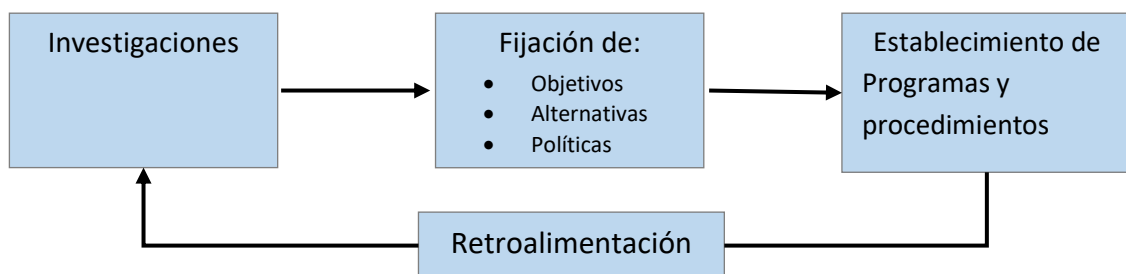 Investigaciones
Fijación de:
• Objetivos
• Alternativas
• Políticas
Establecimiento de
Programas y
procedimientos
Retroalimentación